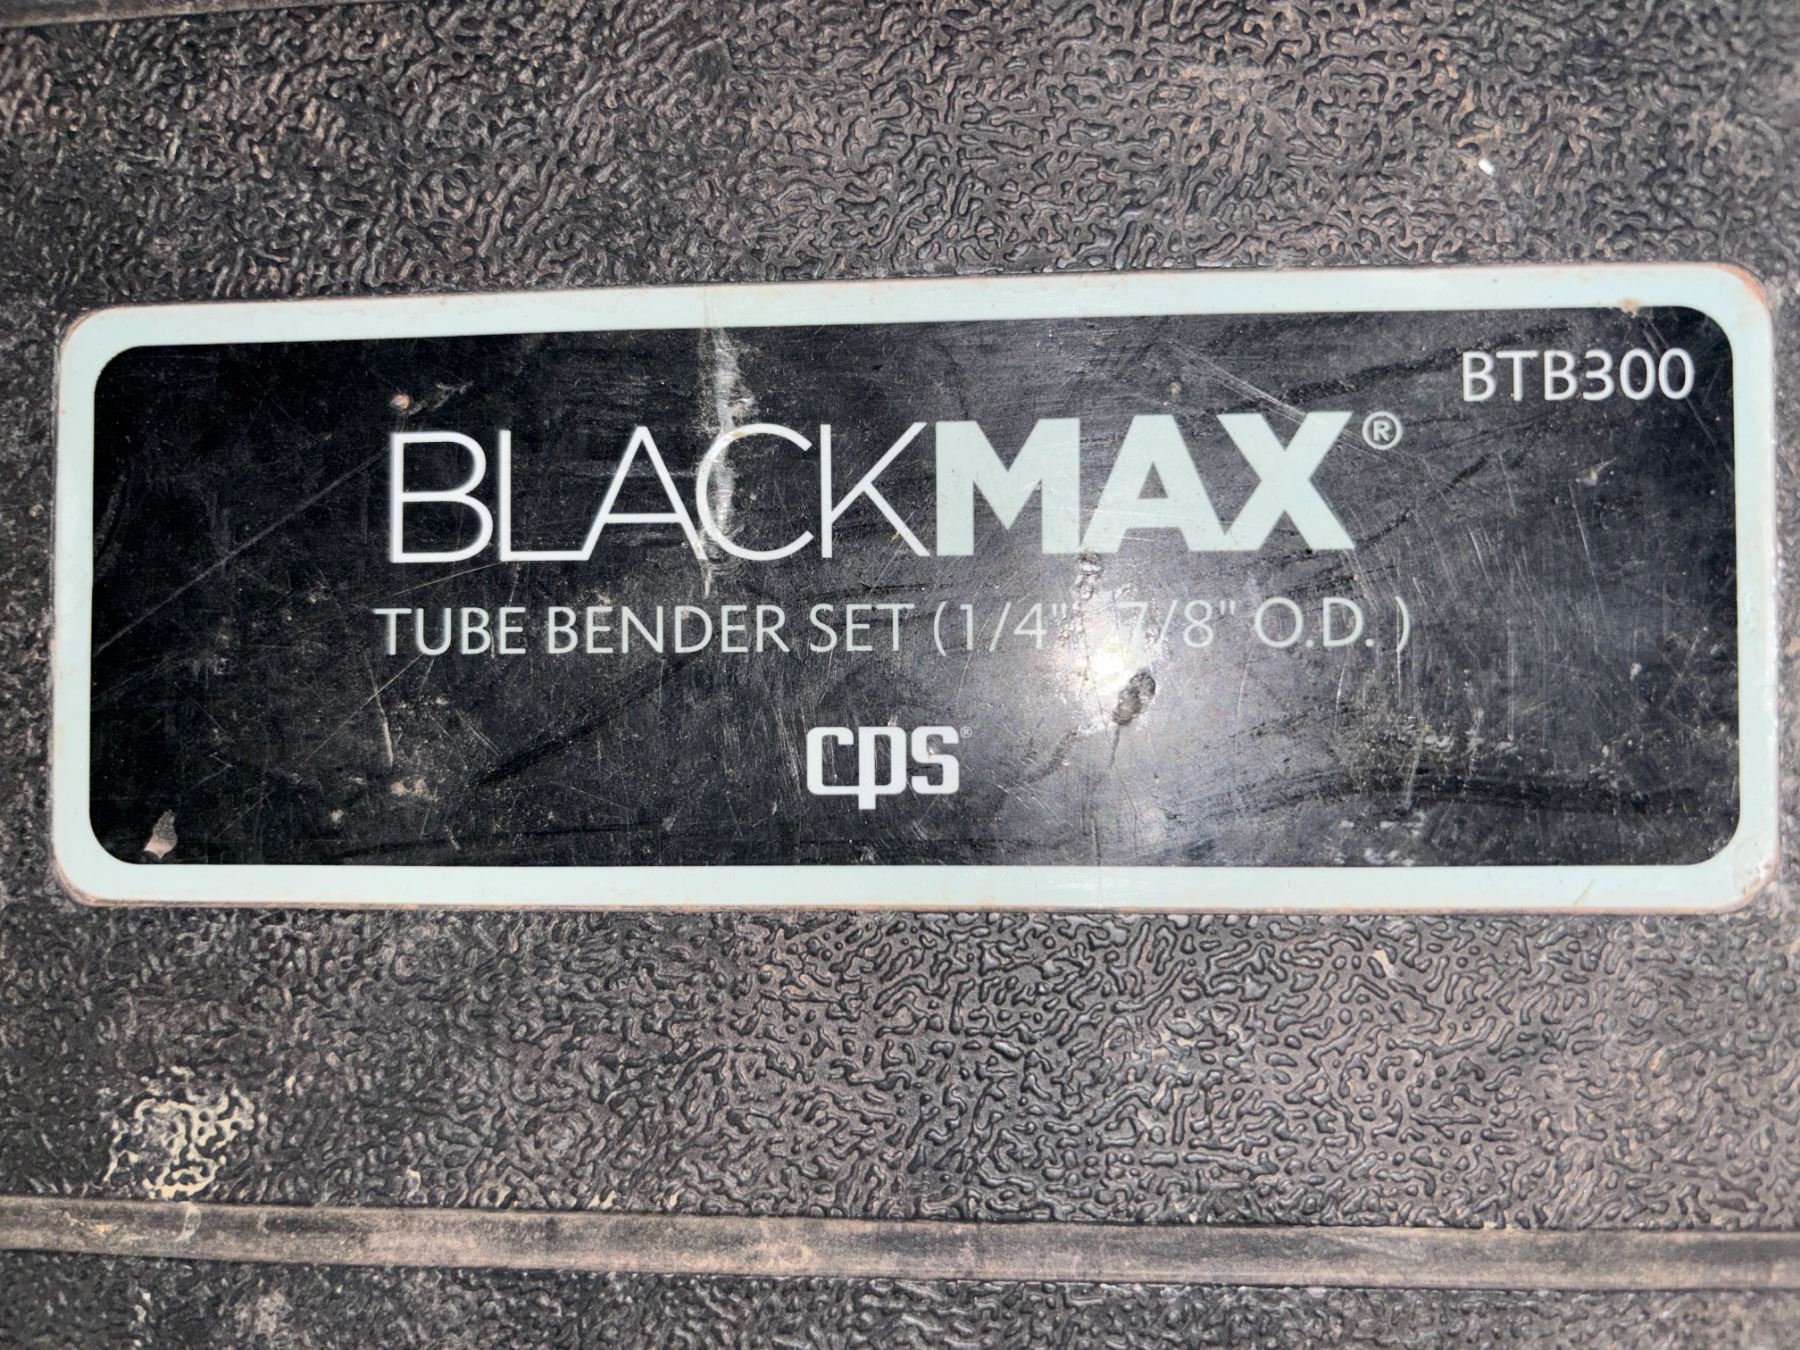 BTB300
BLACKMAX®
TUBE BENDER SET (1/4" 7/8" O.D. )
cps®